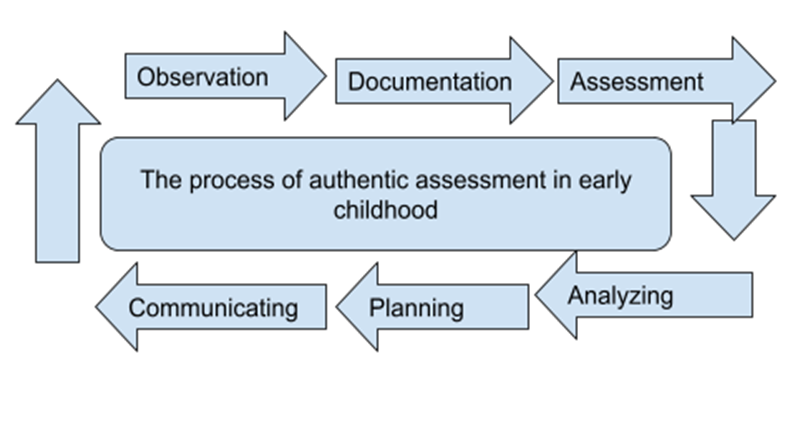 Observation
Documentation
Assessment
The process of authentic assessment in early
childhood
Communicating
Planning
Analyzing